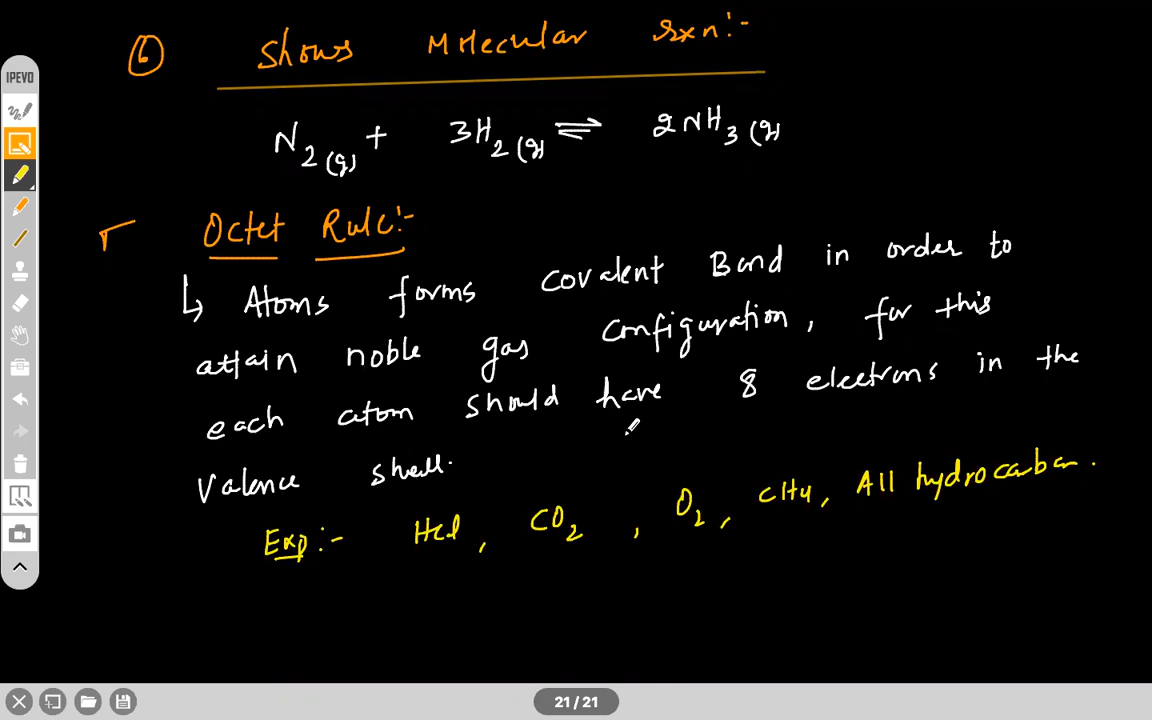 IPEVO
⑥ Shows Molecular rxn:-
N2(g) + 3H2(g) ⇌ 2NH3(g)
Octet Rule:-
↳ Atoms forms covalent Bond in order to
attain noble gas configuration, for this
each atom should have 8 electrons in the
valence shell.
Exp:- HCl, CO2, O2, CH4, All hydrocarbon.
21/21